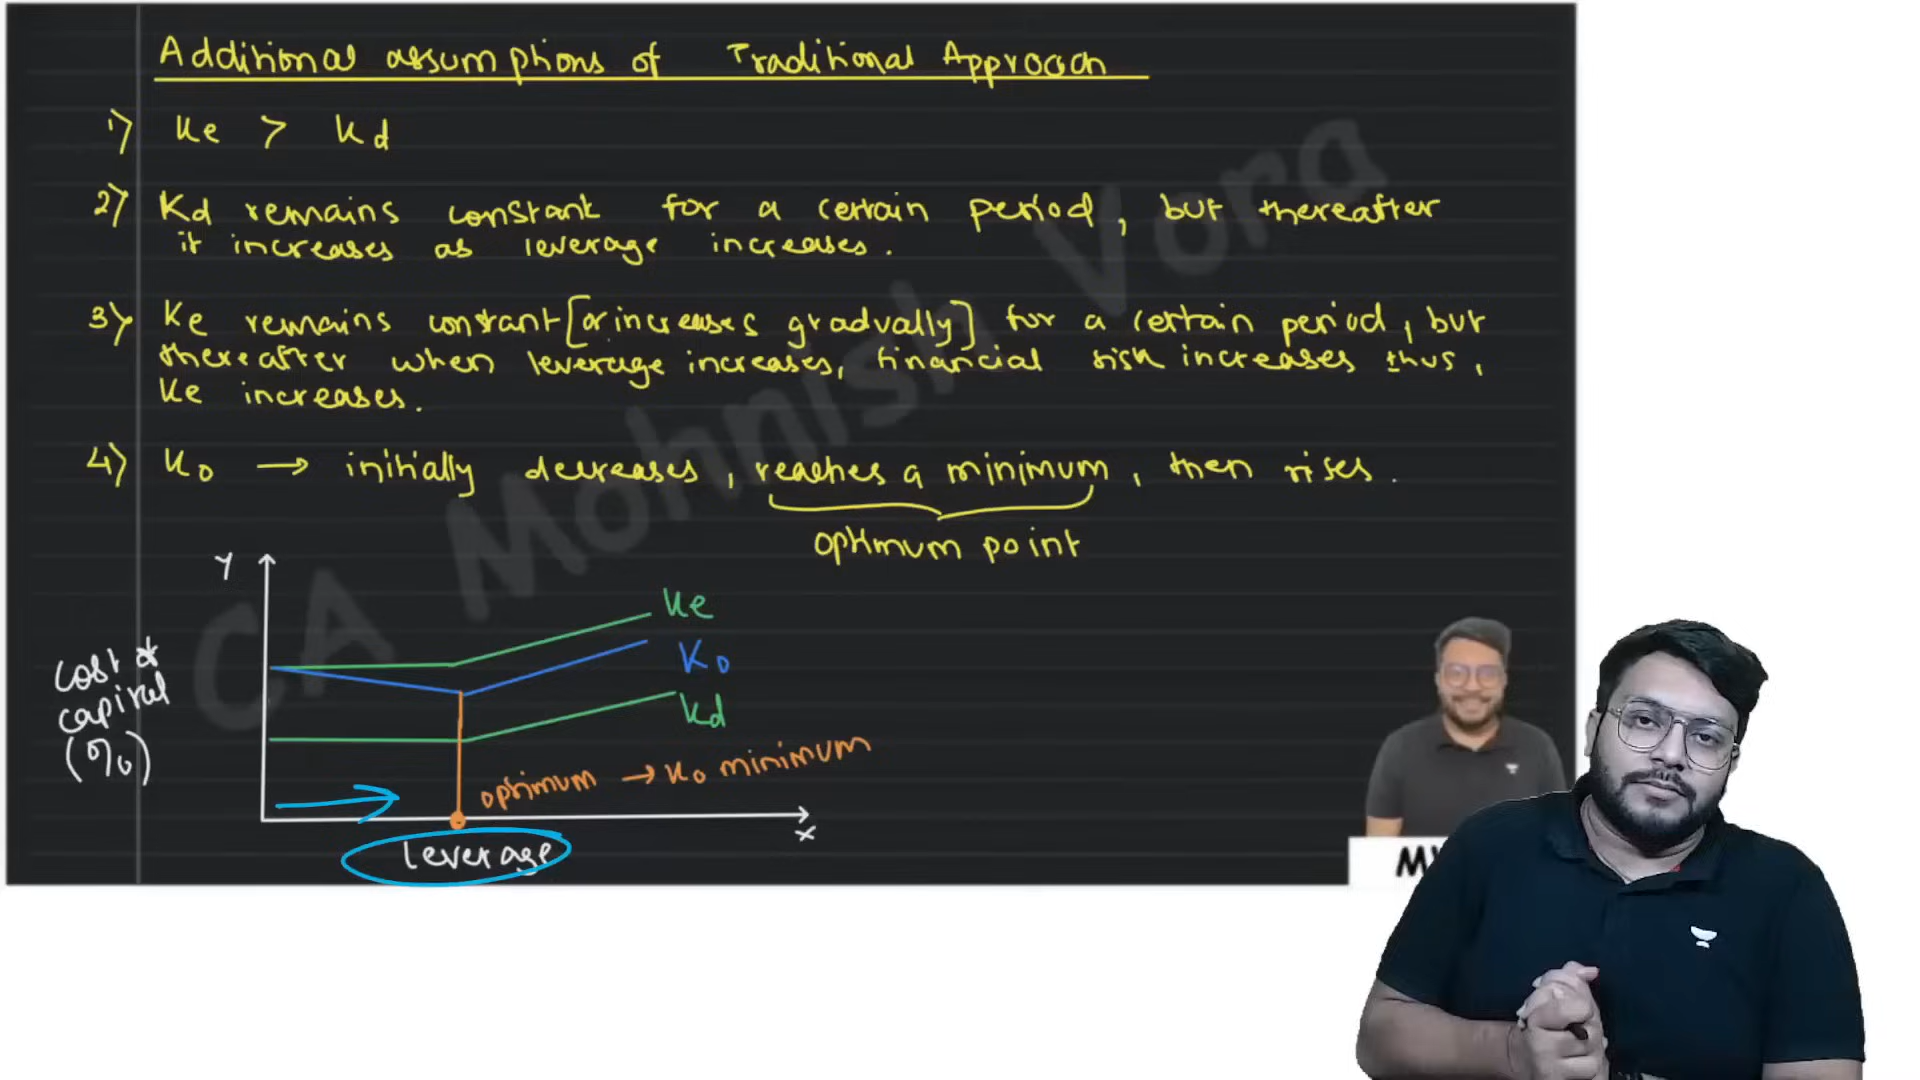 Additional assumptions of Traditional Approach
1) Ke > Kd
2) Kd remains constant for a certain period, but thereafter
it increases as leverage increases.
3) Ke remains constant [or increases gradually] for a certain period, but
thereafter when leverage increases, financial risk increases thus,
Ke increases.
4) Ko → initially decreases, reaches a minimum, then rises.
optimum point
Y
Ke
Ko
Kd
cost of
capital
(%)
optimum → Ko minimum
X
leverage
CA Mohnish Vora